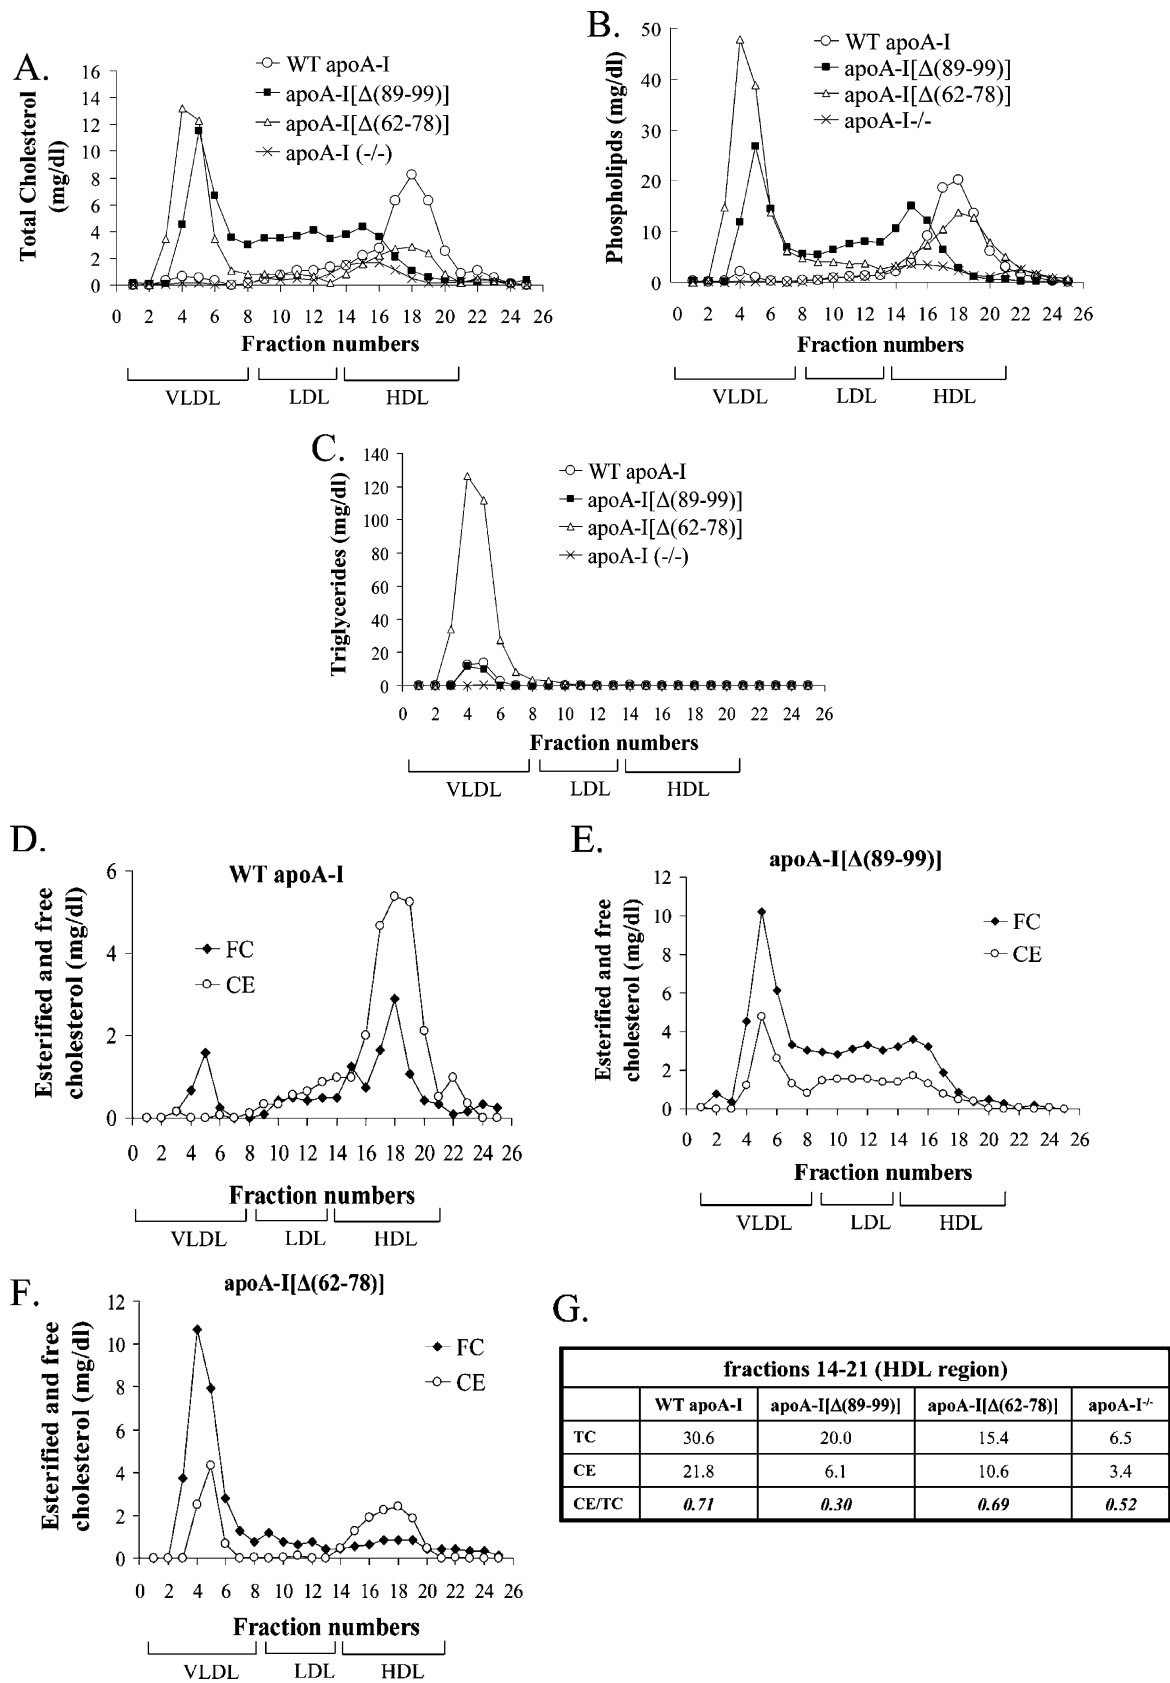 A.
Total Cholesterol
(mg/dl)
WT apoA-I
apoA-I[Δ(89-99)]
apoA-I[Δ(62-78)]
apoA-I (-/-)
16
14
12
10
8
6
4
2
0
0 2 4 6 8 10 12 14 16 18 20 22 24 26
Fraction numbers
VLDL LDL HDL
B.
Phospholipds (mg/dl)
WT apoA-I
apoA-I[Δ(89-99)]
apoA-I[Δ(62-78)]
apoA-I-/-
50
40
30
20
10
0
0 2 4 6 8 10 12 14 16 18 20 22 24 26
Fraction numbers
VLDL LDL HDL
C.
Triglycerides (mg/dl)
WT apoA-I
apoA-I[Δ(89-99)]
apoA-I[Δ(62-78)]
apoA-I (-/-)
140
120
100
80
60
40
20
0
0 2 4 6 8 10 12 14 16 18 20 22 24 26
Fraction numbers
VLDL LDL HDL
D.
WT apoA-I
Esterified and free
cholesterol (mg/dl)
FC
CE
6
4
2
0
0 2 4 6 8 10 12 14 16 18 20 22 24 26
Fraction numbers
VLDL LDL HDL
E.
apoA-I[Δ(89-99)]
Esterified and free
cholesterol (mg/dl)
FC
CE
12
10
8
6
4
2
0
0 2 4 6 8 10 12 14 16 18 20 22 24 26
Fraction numbers
VLDL LDL HDL
F.
apoA-I[Δ(62-78)]
Esterified and free
cholesterol (mg/dl)
FC
CE
12
10
8
6
4
2
0
0 2 4 6 8 10 12 14 16 18 20 22 24 26
Fraction numbers
VLDL LDL HDL
G.
fractions 14-21 (HDL region)
WT apoA-I apoA-I[Δ(89-99)] apoA-I[Δ(62-78)] apoA-I-/-
TC 30.6 20.0 15.4 6.5
CE 21.8 6.1 10.6 3.4
CE/TC 0.71 0.30 0.69 0.52